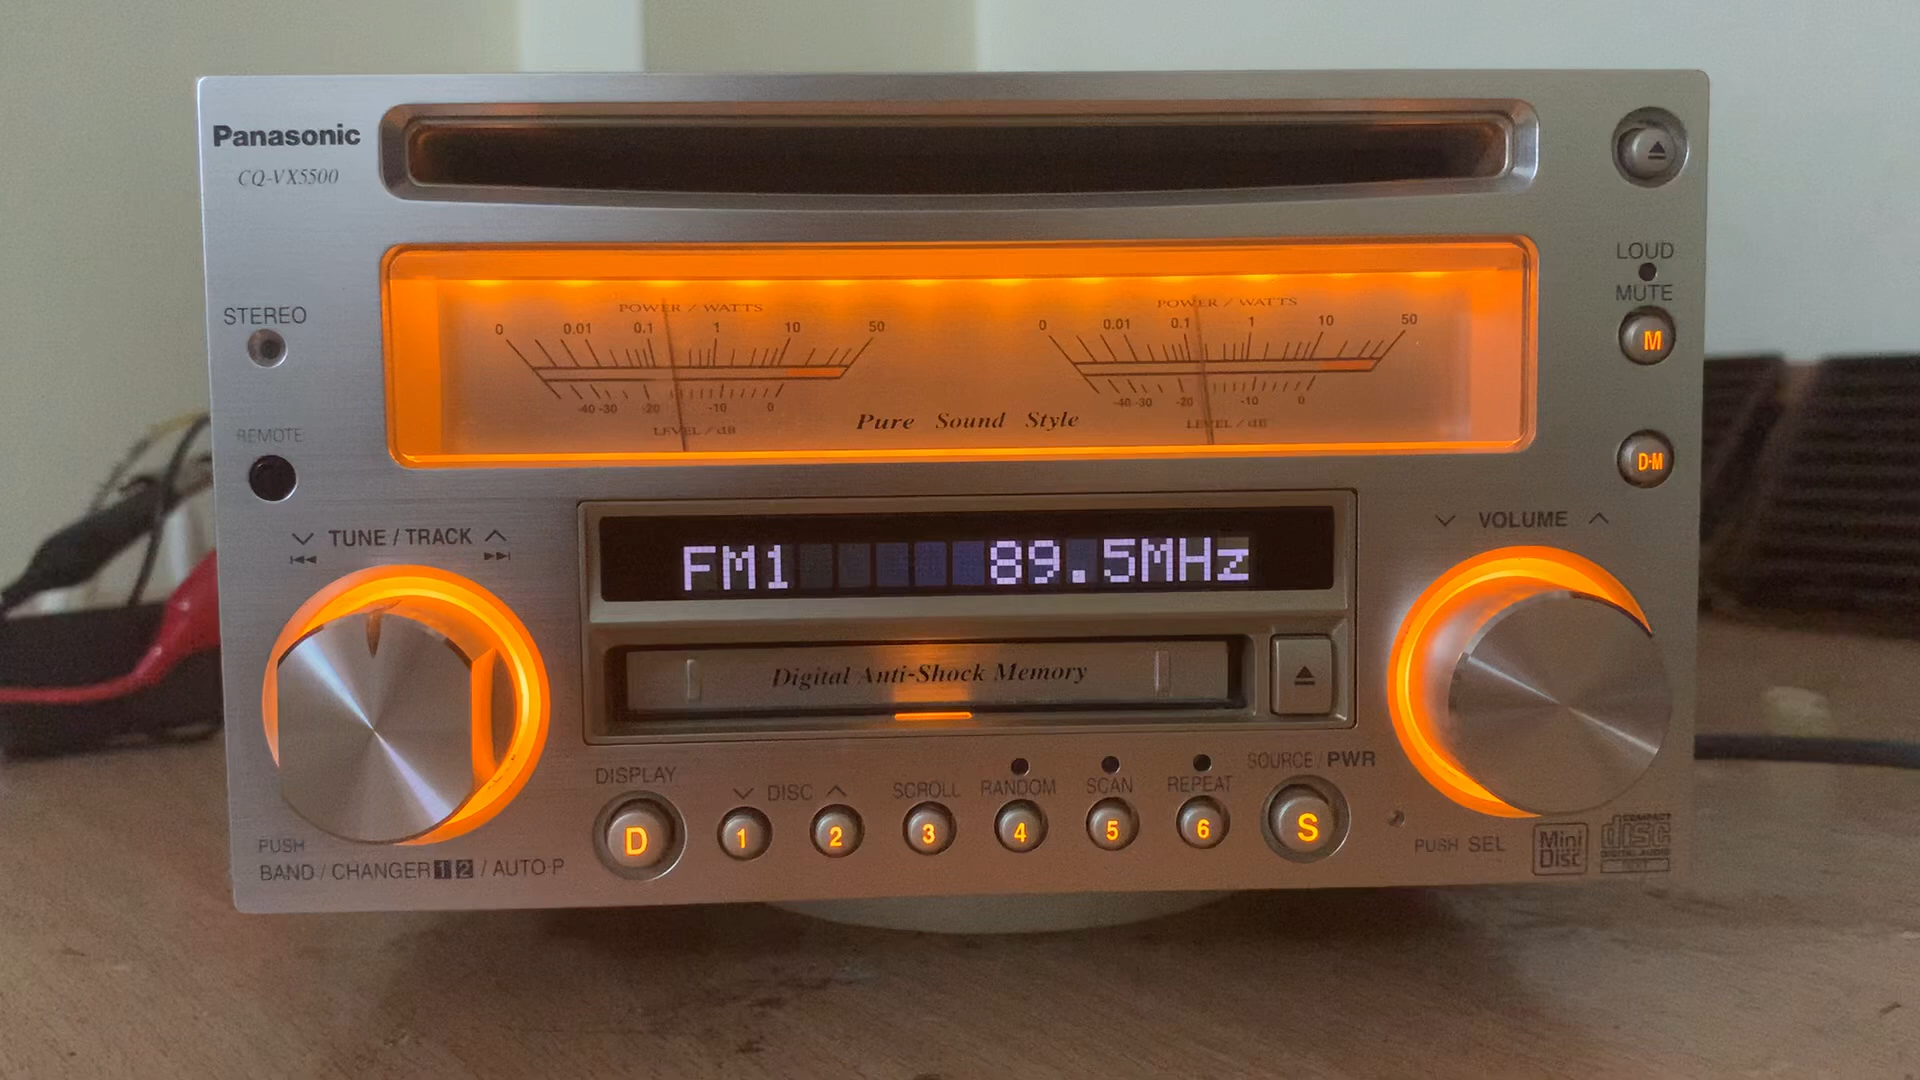 Panasonic
CQ-VX5500
LOUD
MUTE
M
STEREO
POWER / WATTS
0 0.01 0.1 1 10 50
-40 -30 -20 -10 0
LEVEL / dB
POWER / WATTS
0 0.01 0.1 1 10 50
-40 -30 -20 -10 0
LEVEL / dB
Pure Sound Style
REMOTE
D·M
TUNE / TRACK
VOLUME
FM1 89.5MHz
Digital Anti-Shock Memory
DISPLAY
DISC
SCROLL
RANDOM
SCAN
REPEAT
SOURCE / PWR
D 1 2 3 4 5 6 S
PUSH
BAND / CHANGER 1 2 / AUTO·P
PUSH SEL
Mini
Disc
COMPACT
disc
DIGITAL AUDIO